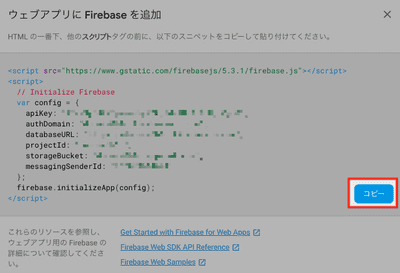 ウェブアプリに Firebase を追加
HTML の一番下、他のスクリプトタグの前に、以下のスニペットをコピーして貼り付けてください。
<script src="https://www.gstatic.com/firebasejs/5.3.1/firebase.js"></script>
<script>
// Initialize Firebase
var config = {
apiKey: "
authDomain: "
databaseURL: "
projectId:
storageBucket:
messagingSenderId:
};
firebase.initializeApp(config);
</script>
コピー
これらのリソースを参照し、
ウェブアプリ用の Firebase の
詳細について確認してください。
Get Started with Firebase for Web Apps
Firebase Web SDK API Reference
Firebase Web Samples